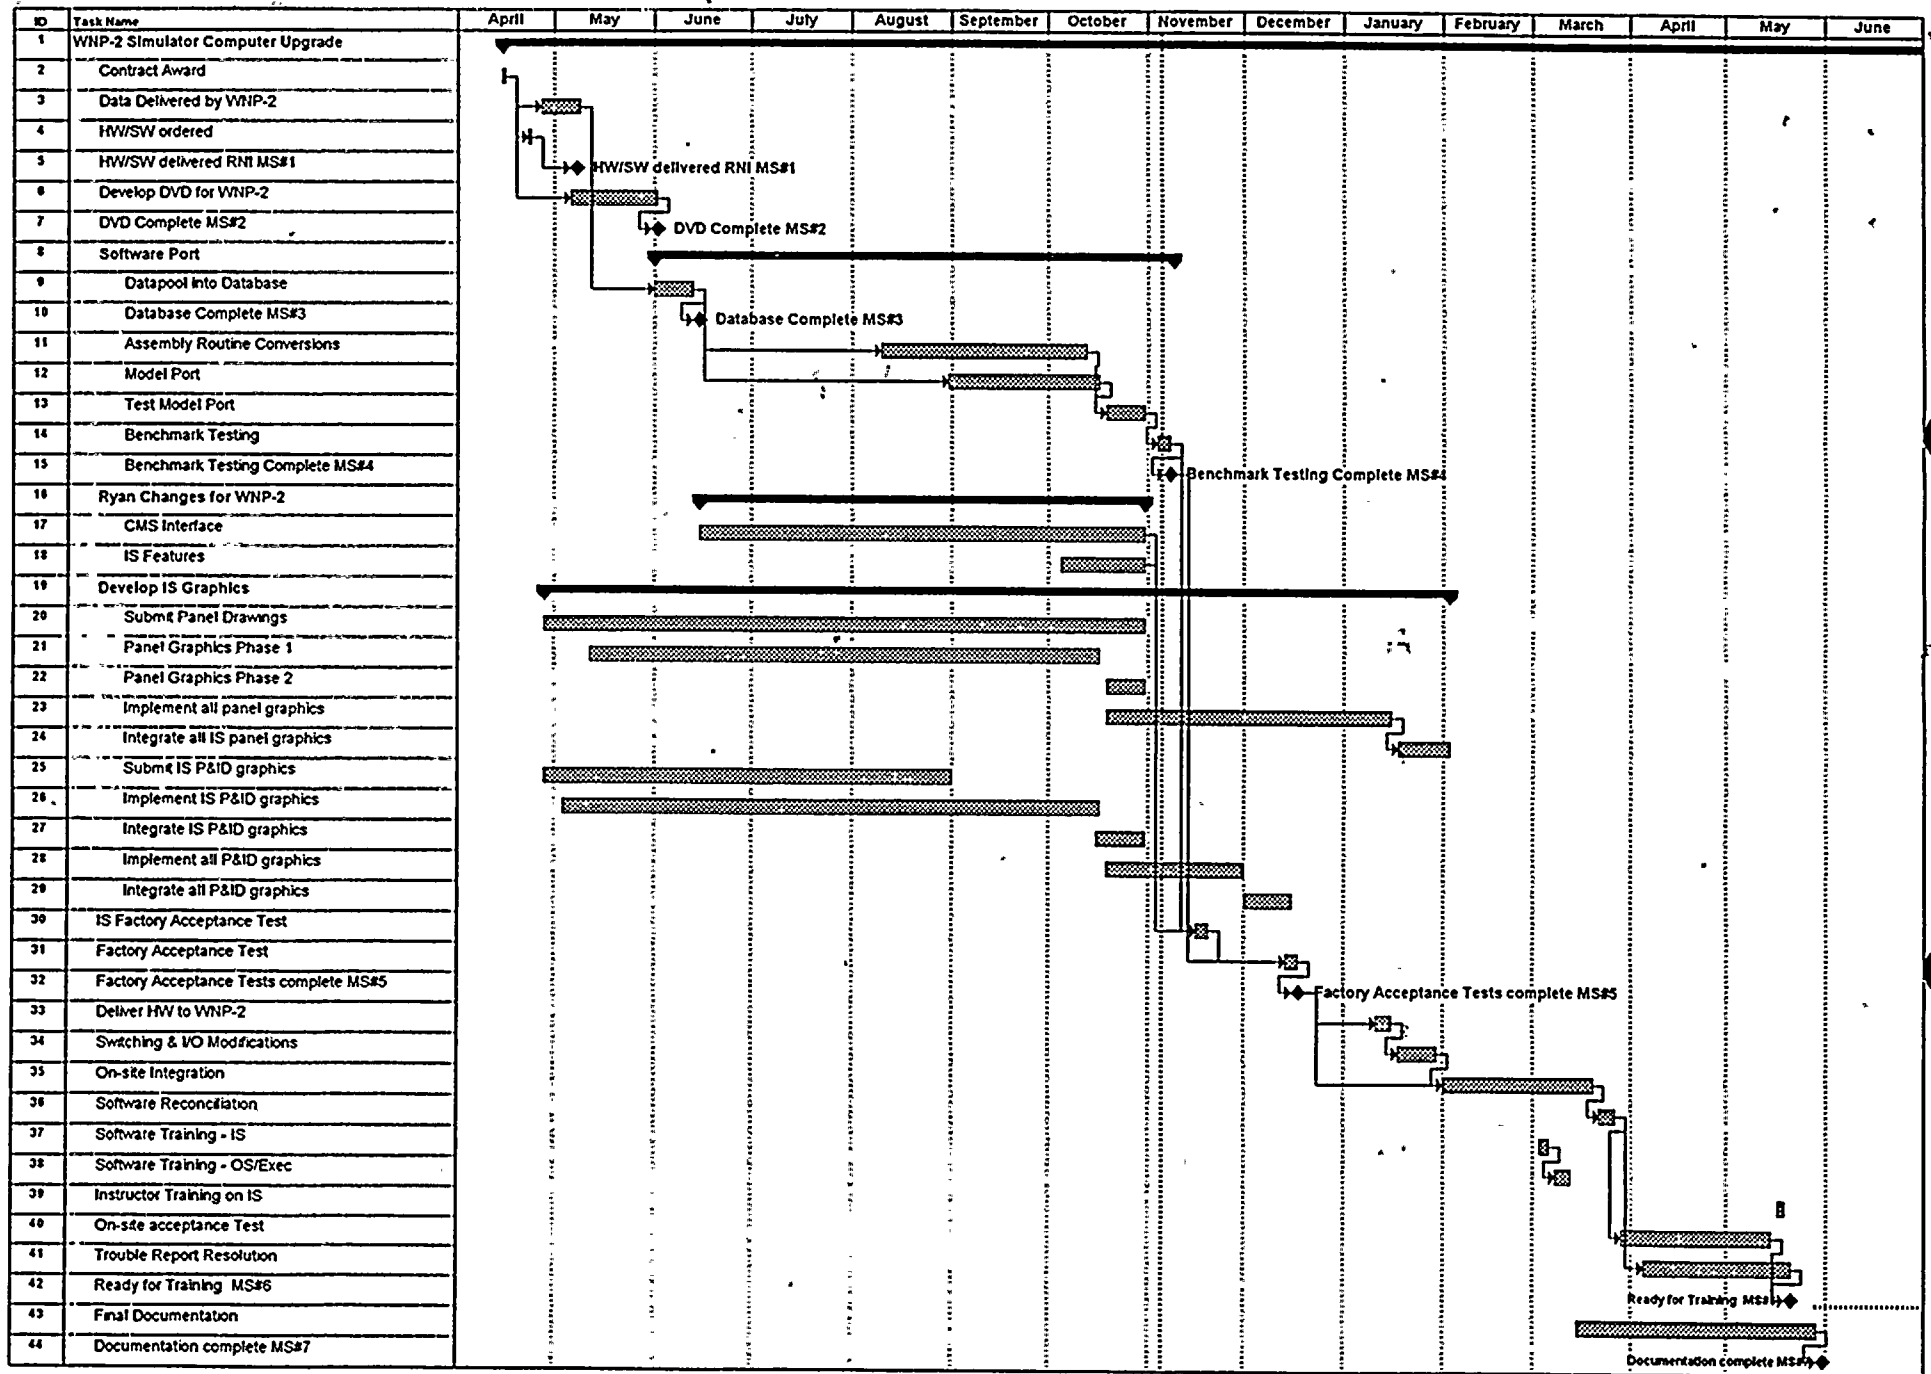 ID Task Name April May June July August September October November December January February March April May June
1 WNP-2 Simulator Computer Upgrade
2 Contract Award
3 Data Delivered by WNP-2
4 HW/SW ordered
5 HW/SW delivered RNI MS#1 HW/SW delivered RNI MS#1
6 Develop DVD for WNP-2
7 DVD Complete MS#2 DVD Complete MS#2
8 Software Port
9 Datapool into Database
10 Database Complete MS#3 Database Complete MS#3
11 Assembly Routine Conversions
12 Model Port
13 Test Model Port
14 Benchmark Testing
15 Benchmark Testing Complete MS#4 Benchmark Testing Complete MS#4
16 Ryan Changes for WNP-2
17 CMS Interface
18 IS Features
19 Develop IS Graphics
20 Submit Panel Drawings
21 Panel Graphics Phase 1
22 Panel Graphics Phase 2
23 Implement all panel graphics
24 Integrate all IS panel graphics
25 Submit IS P&ID graphics
26 Implement IS P&ID graphics
27 Integrate IS P&ID graphics
28 Implement all P&ID graphics
29 Integrate all P&ID graphics
30 IS Factory Acceptance Test
31 Factory Acceptance Test
32 Factory Acceptance Tests complete MS#5 Factory Acceptance Tests complete MS#5
33 Deliver HW to WNP-2
34 Switching & I/O Modifications
35 On-site Integration
36 Software Reconciliation
37 Software Training - IS
38 Software Training - OS/Exec
39 Instructor Training on IS
40 On-site acceptance Test
41 Trouble Report Resolution
42 Ready for Training MS#6 Ready for Training
43 Final Documentation
44 Documentation complete MS#7 Documentation complete